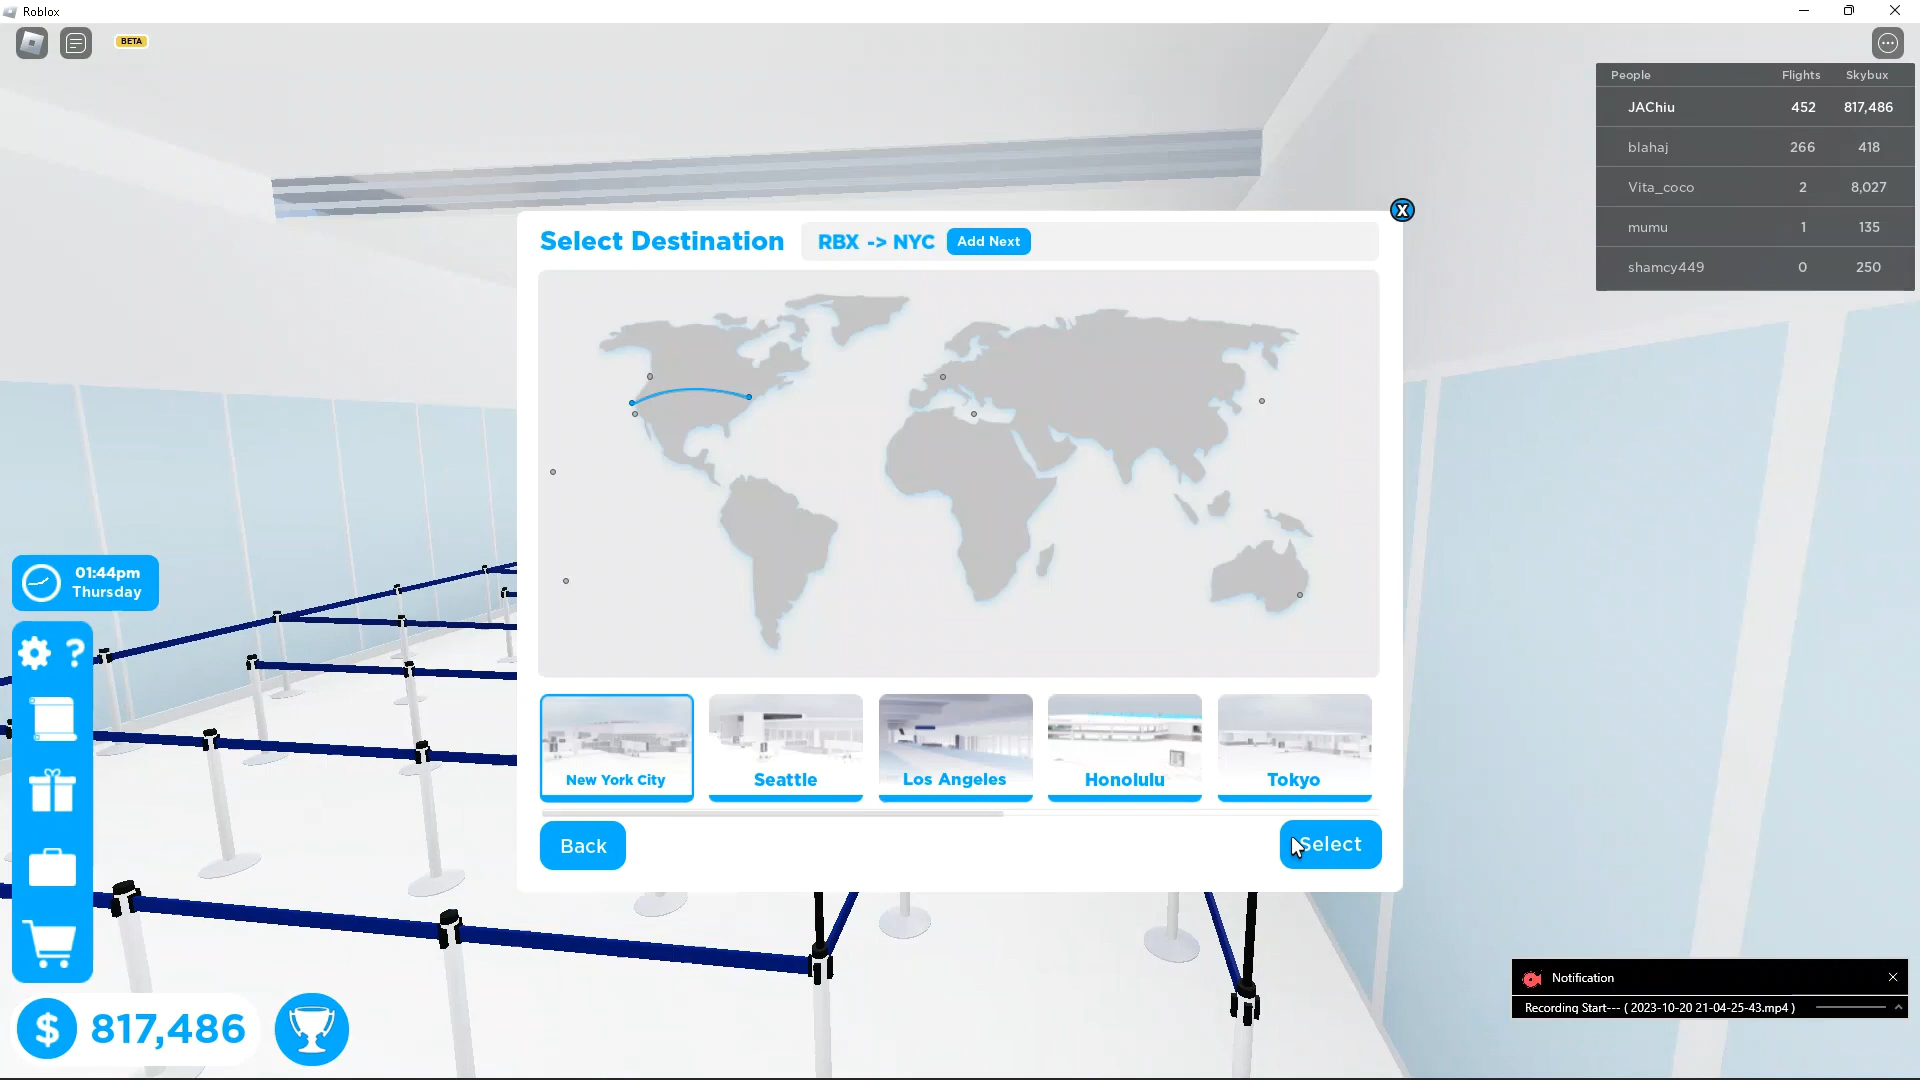 Roblox
BETA
People Flights Skybux
JAChiu 452 817,486
blahaj 266 418
Vita_coco 2 8,027
mumu 1 135
shamcy449 0 250
X
Select Destination RBX -> NYC Add Next
01:44pm
Thursday
?
New York City Seattle Los Angeles Honolulu Tokyo
Back Select
$ 817,486
Notification
Recording Start--- ( 2023-10-20 21-04-25-43.mp4 )